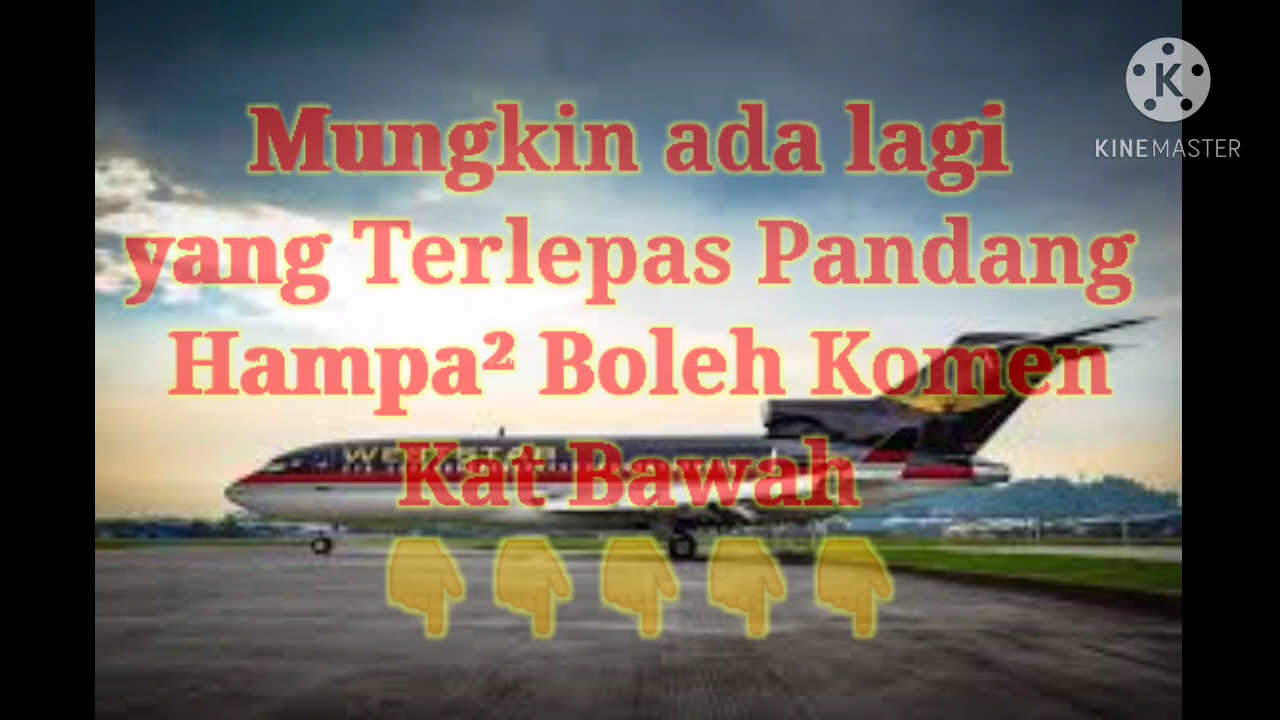 Mungkin ada lagi
yang Terlepas Pandang
Hampa² Boleh Komen
Kat Bawah
KINEMASTER